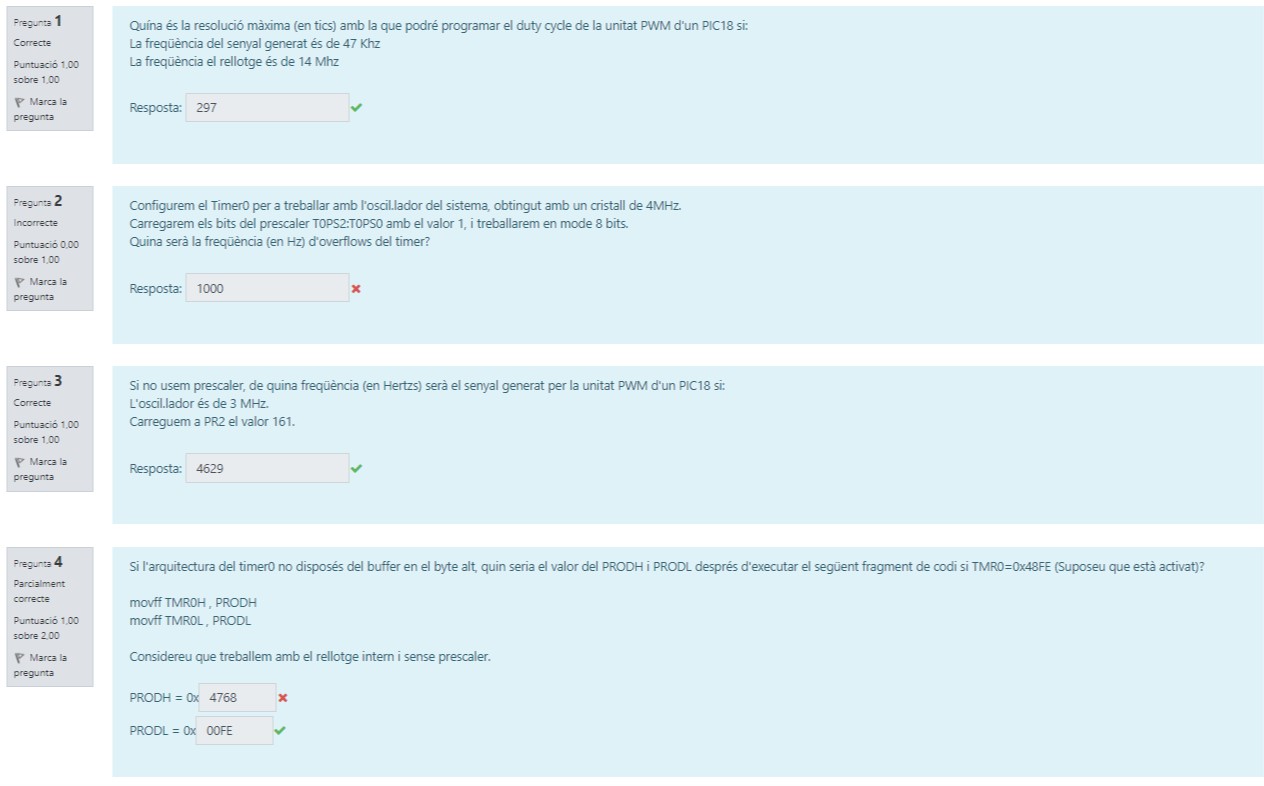 Pregunta 1
Correcte
Puntuació 1,00
sobre 1,00
Marca la
pregunta
Quína és la resolució màxima (en tics) amb la que podré programar el duty cycle de la unitat PWM d'un PIC18 si:
La freqüència del senyal generat és de 47 Khz
La freqüència el rellotge és de 14 Mhz
Resposta: 297
Pregunta 2
Incorrecte
Puntuació 0,00
sobre 1,00
Marca la
pregunta
Configurem el Timer0 per a treballar amb l'oscil.lador del sistema, obtingut amb un cristall de 4MHz.
Carregarem els bits del prescaler T0PS2:T0PS0 amb el valor 1, i treballarem en mode 8 bits.
Quina serà la freqüència (en Hz) d'overflows del timer?
Resposta: 1000
Pregunta 3
Correcte
Puntuació 1,00
sobre 1,00
Marca la
pregunta
Si no usem prescaler, de quina freqüència (en Hertzs) serà el senyal generat per la unitat PWM d'un PIC18 si:
L'oscil.lador és de 3 MHz.
Carreguem a PR2 el valor 161.
Resposta: 4629
Pregunta 4
Parcialment
correcte
Puntuació 1,00
sobre 2,00
Marca la
pregunta
Si l'arquitectura del timer0 no disposés del buffer en el byte alt, quin seria el valor del PRODH i PRODL després d'executar el següent fragment de codi si TMR0=0x48FE (Suposeu que està activat)?
movff TMR0H , PRODH
movff TMR0L , PRODL
Considereu que treballem amb el rellotge intern i sense prescaler.
PRODH = 0x 4768
PRODL = 0x 00FE